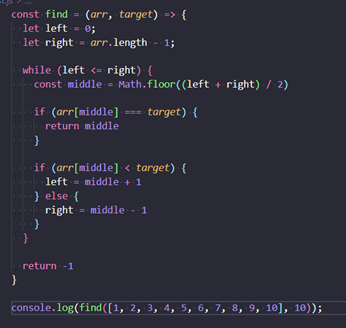 const find = (arr, target) => {
  let left = 0;
  let right = arr.length - 1;

  while (left <= right) {
    const middle = Math.floor((left + right) / 2)

    if (arr[middle] === target) {
      return middle
    }

    if (arr[middle] < target) {
      left = middle + 1
    } else {
      right = middle - 1
    }
  }

  return -1
}

console.log(find([1, 2, 3, 4, 5, 6, 7, 8, 9, 10], 10));